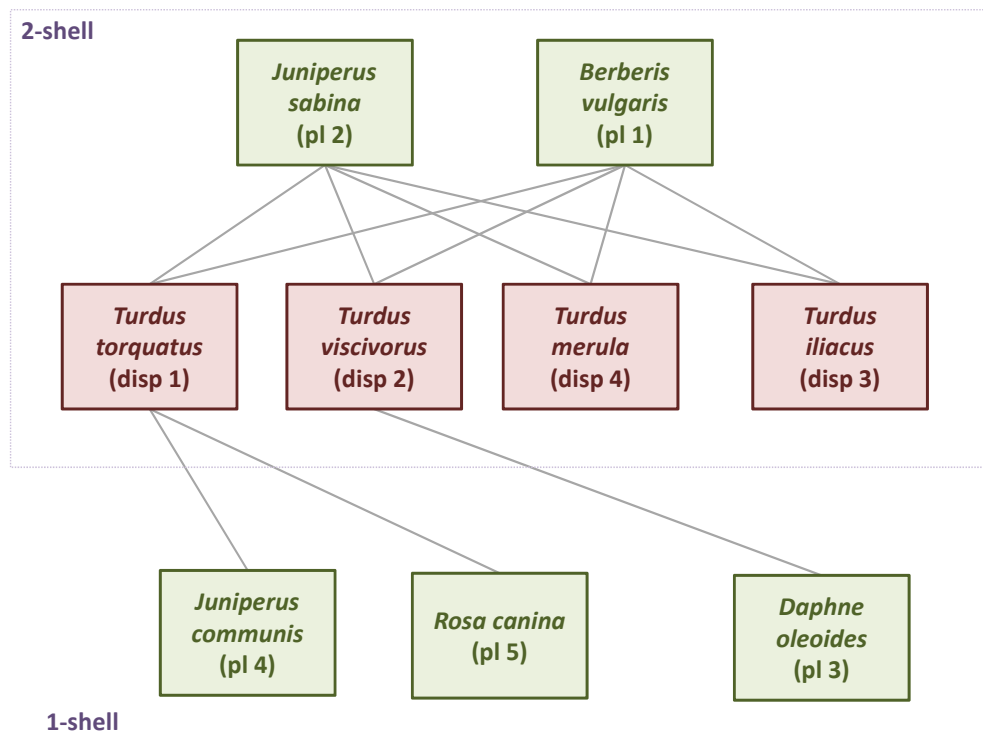 2-shell
Juniperus
sabina
(pl 2)
Berberis
vulgaris
(pl 1)
Turdus
torquatus
(disp 1)
Turdus
viscivorus
(disp 2)
Turdus
merula
(disp 4)
Turdus
iliacus
(disp 3)
Juniperus
communis
(pl 4)
Rosa canina
(pl 5)
Daphne
oleoides
(pl 3)
1-shell